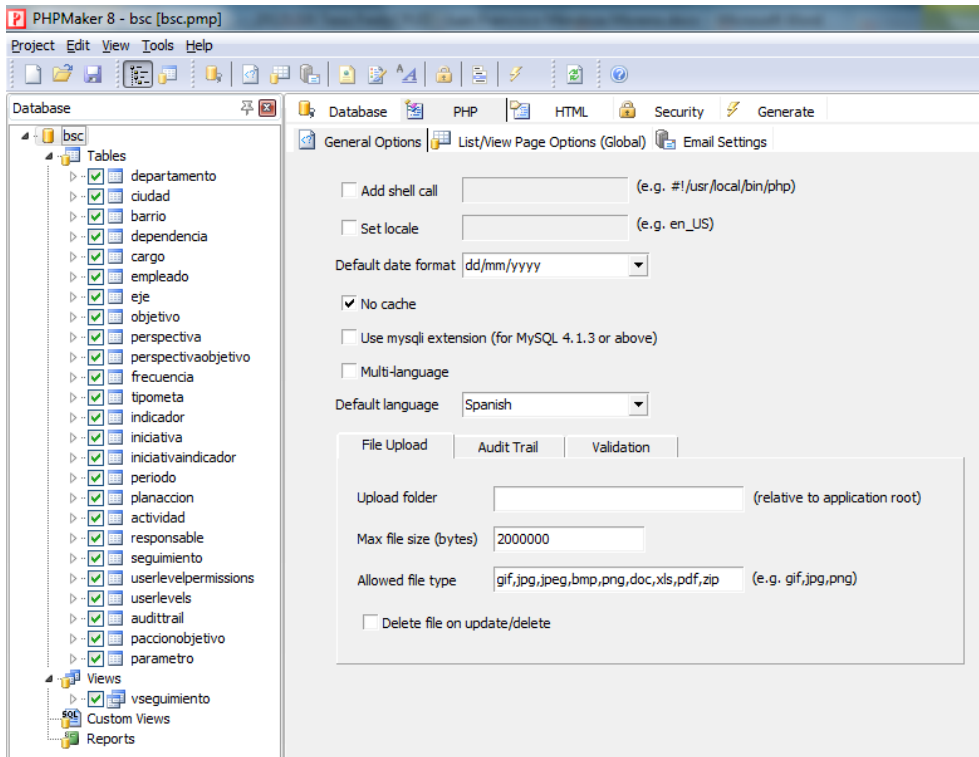 PHPMaker 8 - bsc [bsc.pmp]
Project Edit View Tools Help
Database
bsc
Tables
departamento
ciudad
barrio
dependencia
cargo
empleado
eje
objetivo
perspectiva
perspectivaobjetivo
frecuencia
tipometa
indicador
iniciativa
iniciativaindicador
periodo
planaccion
actividad
responsable
seguimiento
userlevelpermissions
userlevels
audittrail
paccionobjetivo
parametro
Views
vseguimiento
Custom Views
Reports
Database PHP HTML Security Generate
General Options List/View Page Options (Global) Email Settings
Add shell call (e.g. #!/usr/local/bin/php)
Set locale (e.g. en_US)
Default date format dd/mm/yyyy
No cache
Use mysqli extension (for MySQL 4.1.3 or above)
Multi-language
Default language Spanish
File Upload Audit Trail Validation
Upload folder (relative to application root)
Max file size (bytes) 2000000
Allowed file type gif,jpg,jpeg,bmp,png,doc,xls,pdf,zip (e.g. gif,jpg,png)
Delete file on update/delete